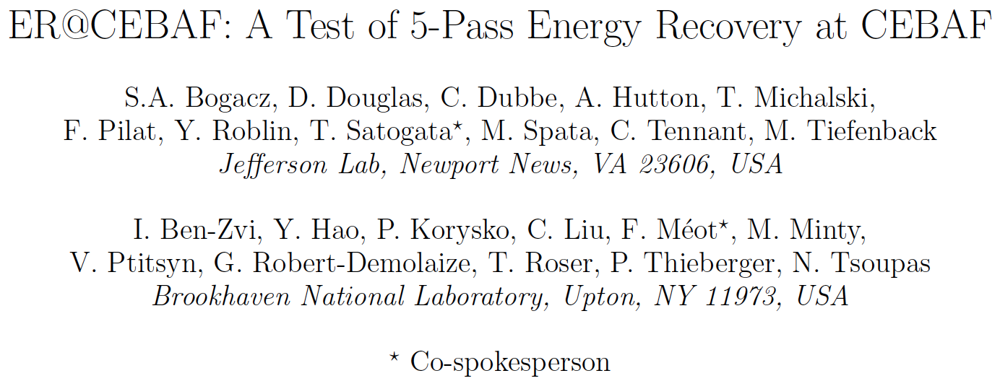 ER@CEBAF: A Test of 5-Pass Energy Recovery at CEBAF
S.A. Bogacz, D. Douglas, C. Dubbe, A. Hutton, T. Michalski,
F. Pilat, Y. Roblin, T. Satogata⋆, M. Spata, C. Tennant, M. Tiefenback
Jefferson Lab, Newport News, VA 23606, USA
I. Ben-Zvi, Y. Hao, P. Korysko, C. Liu, F. Méot⋆, M. Minty,
V. Ptitsyn, G. Robert-Demolaize, T. Roser, P. Thieberger, N. Tsoupas
Brookhaven National Laboratory, Upton, NY 11973, USA
⋆ Co-spokesperson